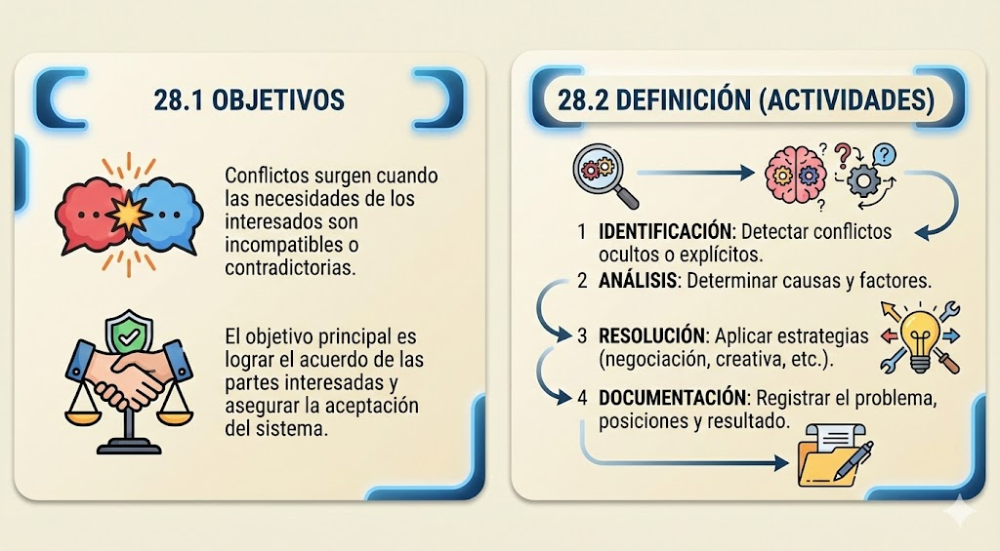 28.1 OBJETIVOS
Conflictos surgen cuando
las necesidades de los
interesados son
incompatibles o
contradictorias.
El objetivo principal es
lograr el acuerdo de las
partes interesadas y
asegurar la aceptación
del sistema.
28.2 DEFINICIÓN (ACTIVIDADES)
? ? ? ?
1 IDENTIFICACIÓN: Detectar conflictos
ocultos o explícitos.
2 ANÁLISIS: Determinar causas y factores.
3 RESOLUCIÓN: Aplicar estrategias
(negociación, creativa, etc.).
4 DOCUMENTACIÓN: Registrar el problema,
posiciones y resultado.